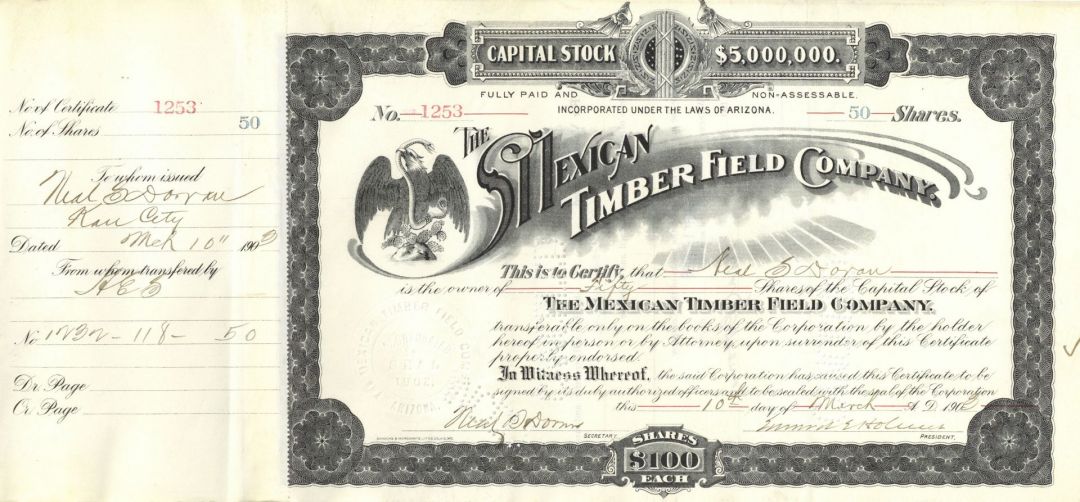 No. of Certificate 1253
No. of Shares 50
To whom issued
Neal S Doran
Kan City
Dated Mch 10" 1903
From whom transfered by
No 1232 - 118 - 50
Dr. Page
Cr. Page
CAPITAL STOCK $5,000,000.
FULLY PAID AND NON-ASSESSABLE.
INCORPORATED UNDER THE LAWS OF ARIZONA.
No. 1253 50 Shares.
THE MEXICAN
TIMBER FIELD COMPANY.
This is to Certify, that Neal S Doran
is the owner of Fifty Shares of the Capital Stock of
THE MEXICAN TIMBER FIELD COMPANY,
transferable only on the books of the Corporation by the holder
hereof in person or by Attorney, upon surrender of this Certificate
properly endorsed.
In Witness Whereof, the said Corporation has caused this Certificate to be
signed by its duly authorized officers and to be sealed with the seal of the Corporation
this 10th day of March A.D. 1903
Neal S Doran
SECRETARY. PRESIDENT.
SHARES
$100
EACH